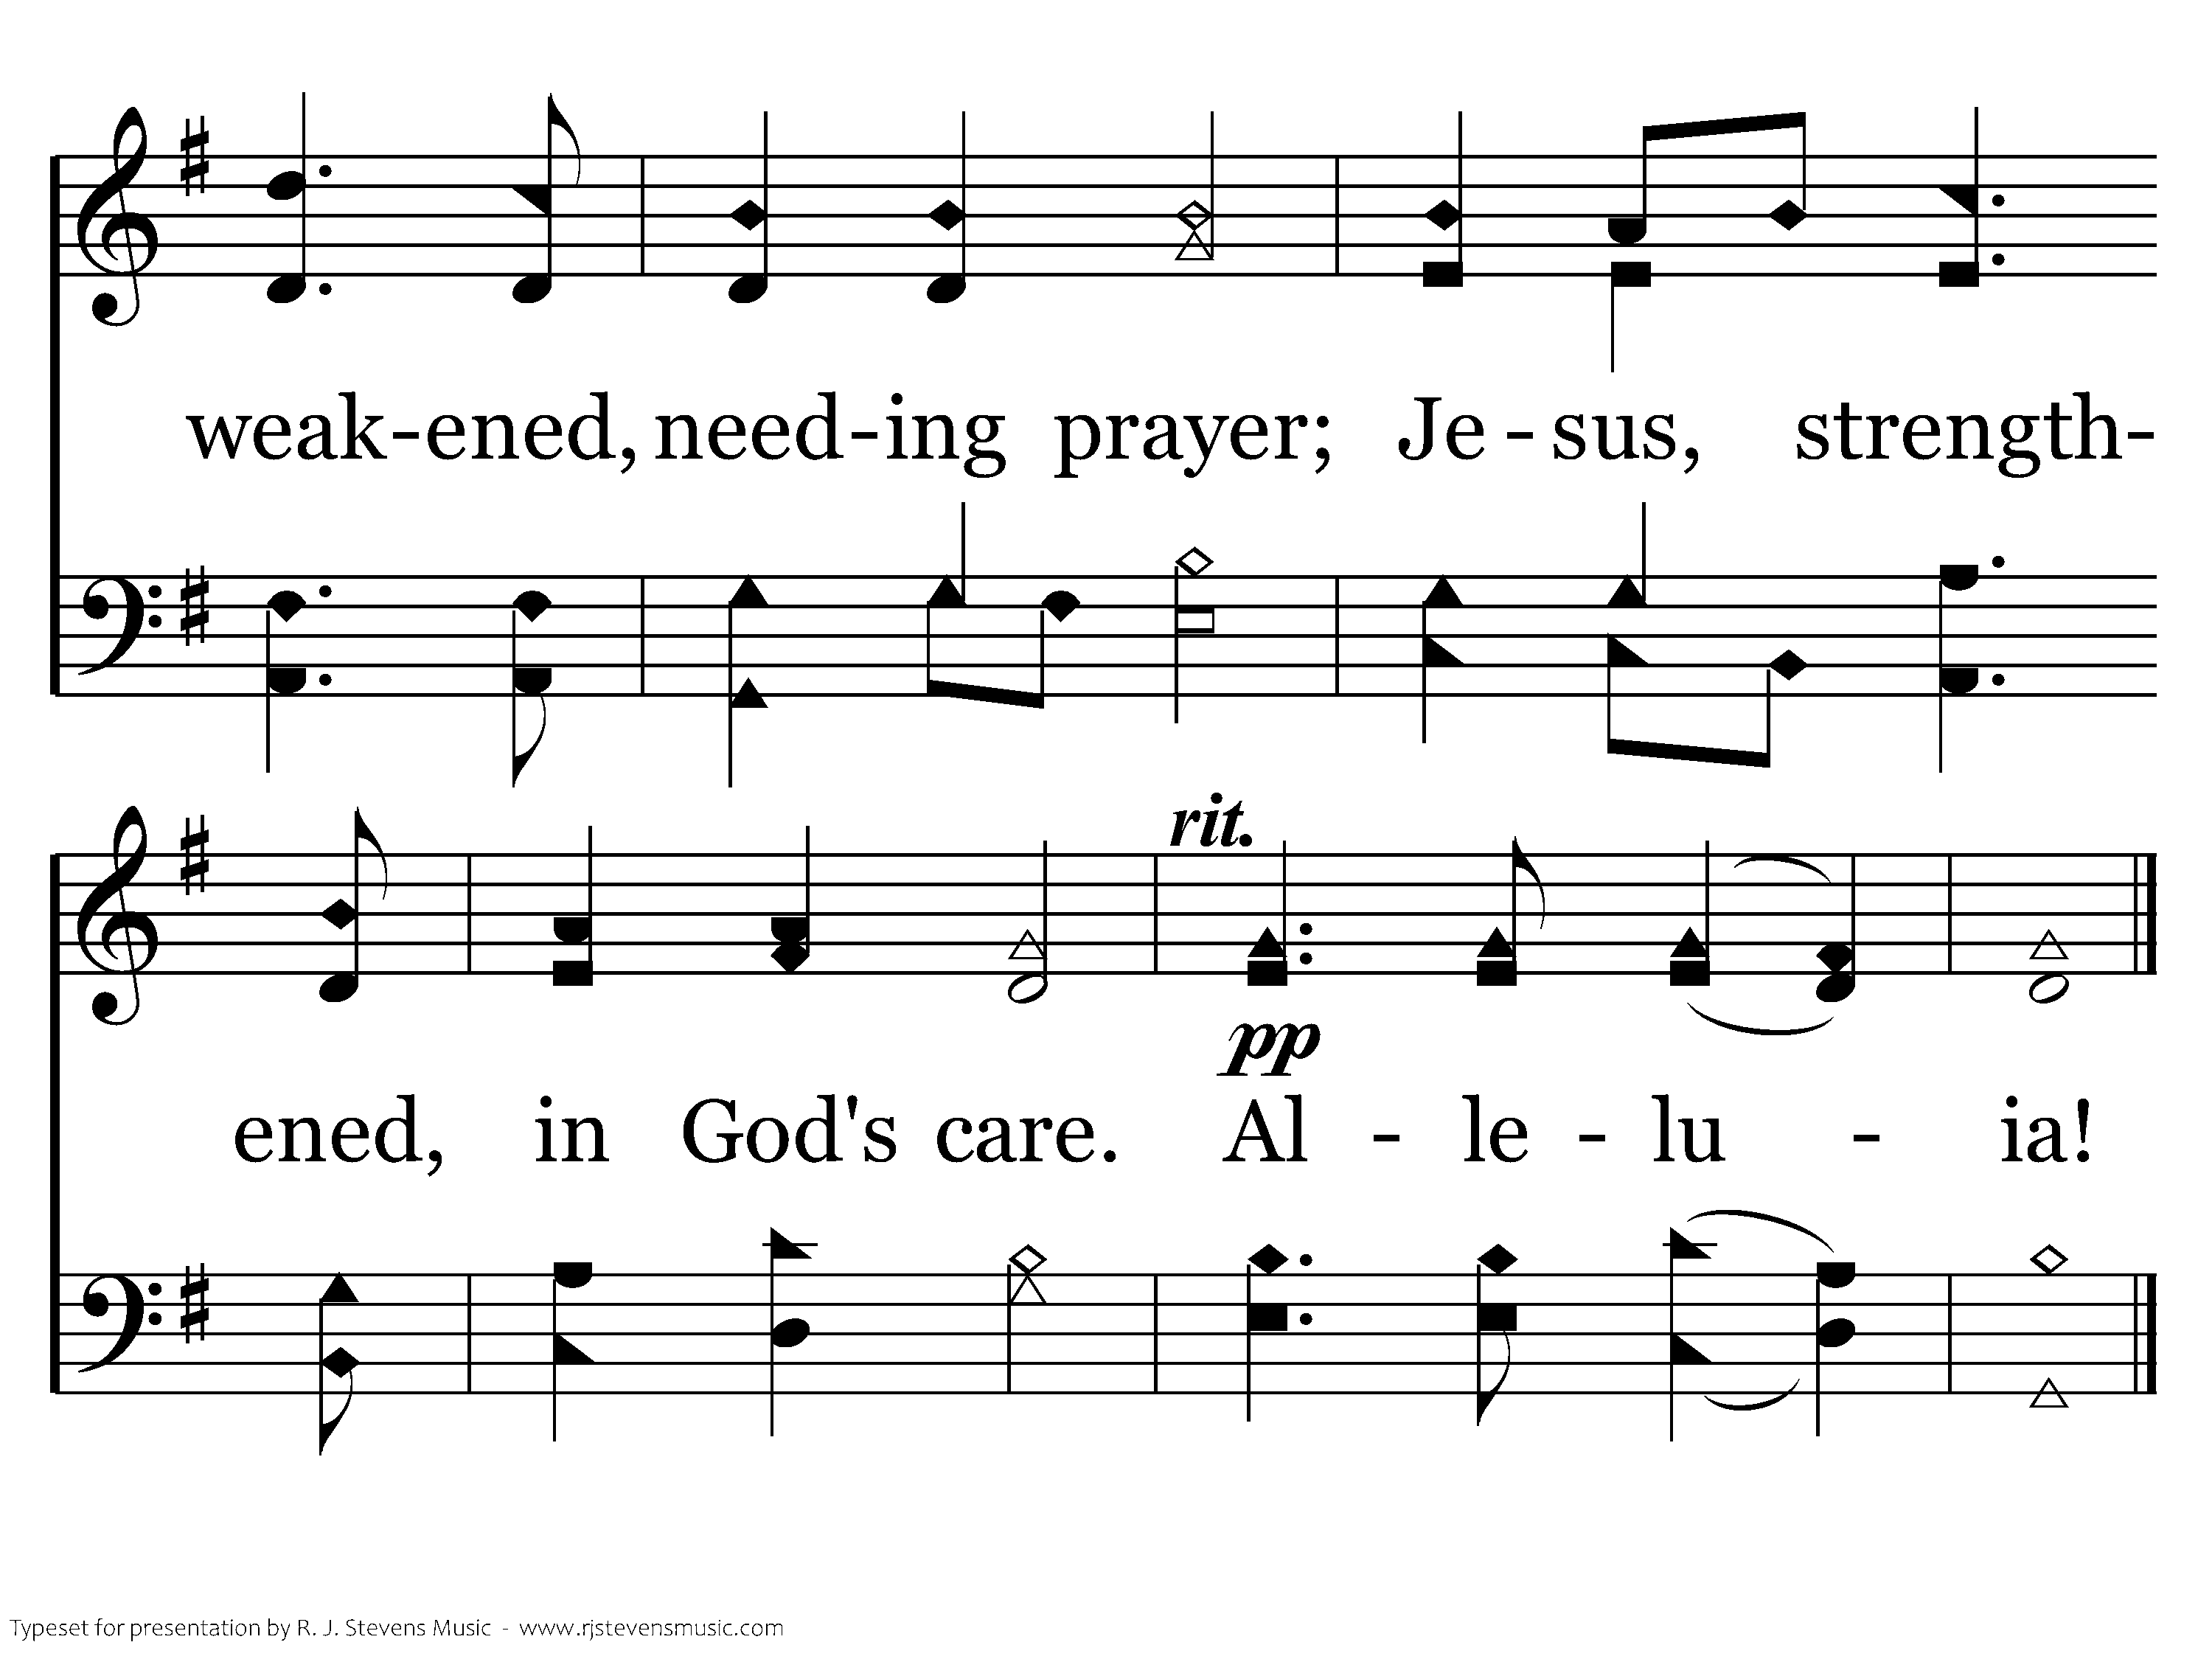 weak-ened, need-ing prayer; Je-sus, strength-
rit.
pp
ened, in God's care. Al - le - lu - ia!
Typeset for presentation by R. J. Stevens Music - www.rjstevensmusic.com